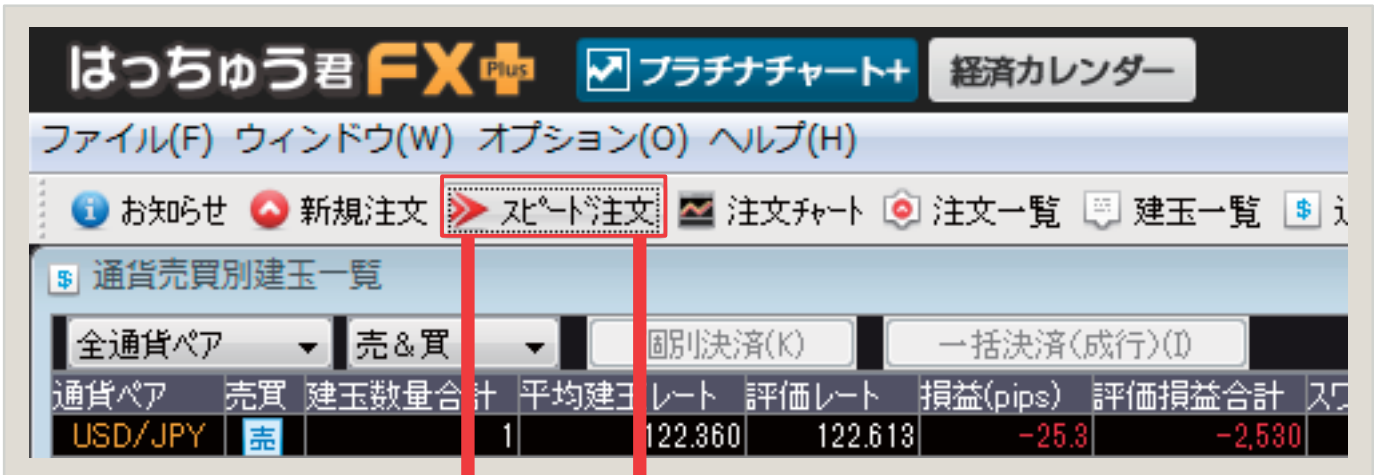 はっちゅう君FX Plus プラチナチャート+ 経済カレンダー
ファイル(F) ウィンドウ(W) オプション(O) ヘルプ(H)
お知らせ 新規注文 スピード注文 注文チャート 注文一覧 建玉一覧
通貨売買別建玉一覧
全通貨ペア 売&買 個別決済(K) 一括決済(成行)(I)
通貨ペア 売買 建玉数量合計 平均建玉レート 評価レート 損益(pips) 評価損益合計 スワ
USD/JPY 売 1 122.360 122.613 -25.3 -2,530